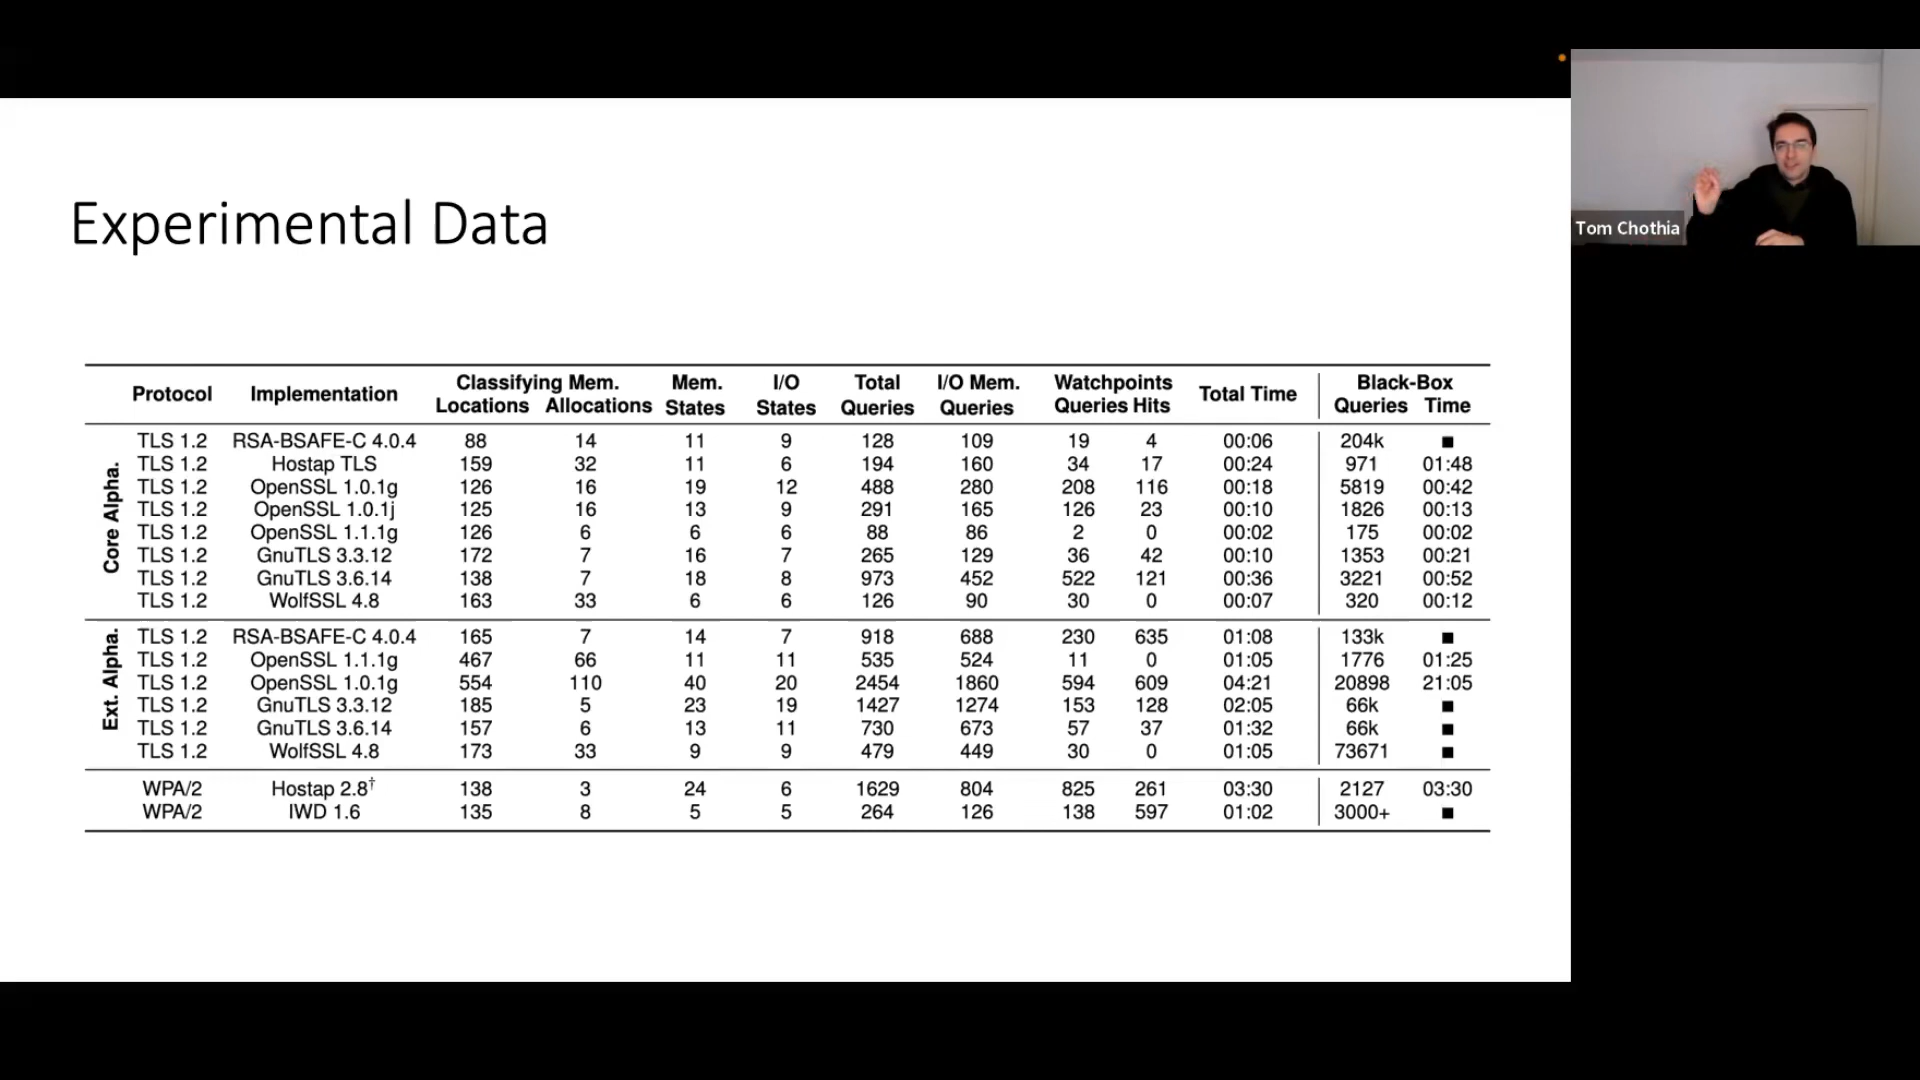 Tom Chothia
Experimental Data
Protocol Implementation Classifying Mem. Locations Allocations Mem. States I/O States Total Queries I/O Mem. Queries Watchpoints Queries Hits Total Time Black-Box Queries Time
Core Alpha.
TLS 1.2 RSA-BSAFE-C 4.0.4 88 14 11 9 128 109 19 4 00:06 204k ■
TLS 1.2 Hostap TLS 159 32 11 6 194 160 34 17 00:24 971 01:48
TLS 1.2 OpenSSL 1.0.1g 126 16 19 12 488 280 208 116 00:18 5819 00:42
TLS 1.2 OpenSSL 1.0.1j 125 16 13 9 291 165 126 23 00:10 1826 00:13
TLS 1.2 OpenSSL 1.1.1g 126 6 6 6 88 86 2 0 00:02 175 00:02
TLS 1.2 GnuTLS 3.3.12 172 7 16 7 265 129 36 42 00:10 1353 00:21
TLS 1.2 GnuTLS 3.6.14 138 7 18 8 973 452 522 121 00:36 3221 00:52
TLS 1.2 WolfSSL 4.8 163 33 6 6 126 90 30 0 00:07 320 00:12
Ext. Alpha.
TLS 1.2 RSA-BSAFE-C 4.0.4 165 7 14 7 918 688 230 635 01:08 133k ■
TLS 1.2 OpenSSL 1.1.1g 467 66 11 11 535 524 11 0 01:05 1776 01:25
TLS 1.2 OpenSSL 1.0.1g 554 110 40 20 2454 1860 594 609 04:21 20898 21:05
TLS 1.2 GnuTLS 3.3.12 185 5 23 19 1427 1274 153 128 02:05 66k ■
TLS 1.2 GnuTLS 3.6.14 157 6 13 11 730 673 57 37 01:32 66k ■
TLS 1.2 WolfSSL 4.8 173 33 9 9 479 449 30 0 01:05 73671 ■
WPA/2 Hostap 2.8† 138 3 24 6 1629 804 825 261 03:30 2127 03:30
WPA/2 IWD 1.6 135 8 5 5 264 126 138 597 01:02 3000+ ■